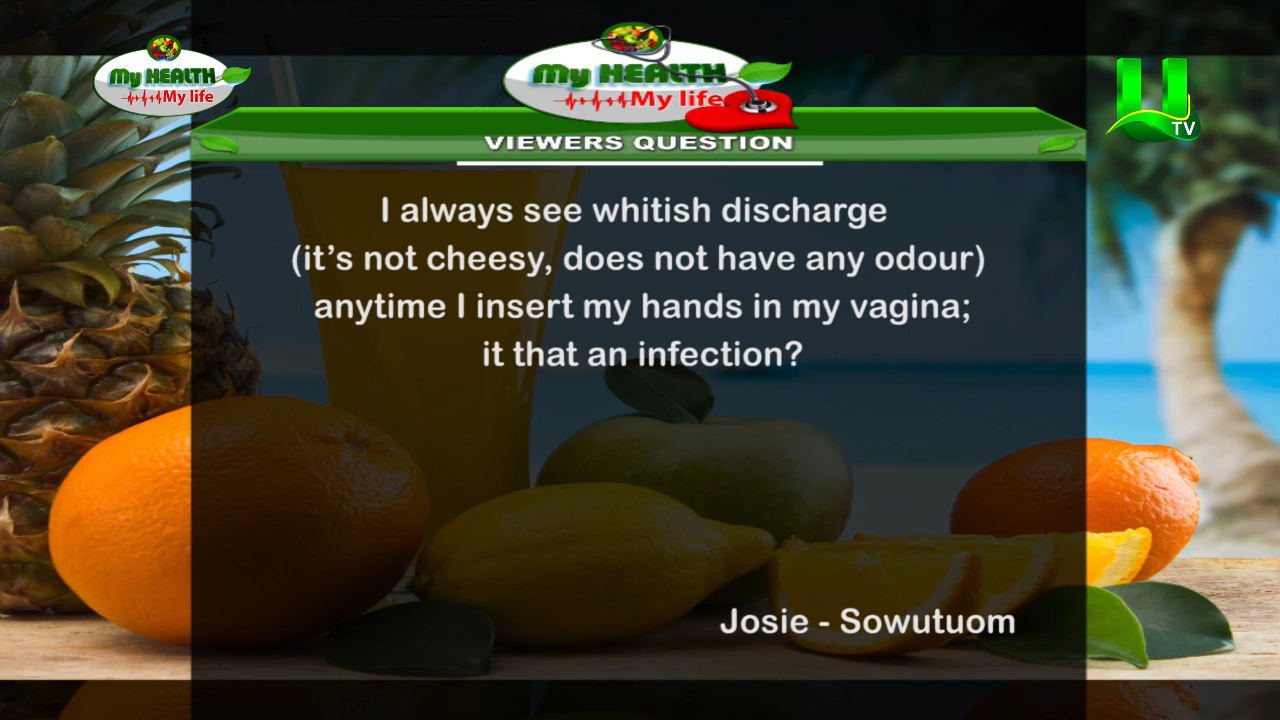 My HEALTH
My life
My HEALTH
My life
U
TV
VIEWERS QUESTION
I always see whitish discharge
(it's not cheesy, does not have any odour)
anytime I insert my hands in my vagina;
it that an infection?
Josie - Sowutuom